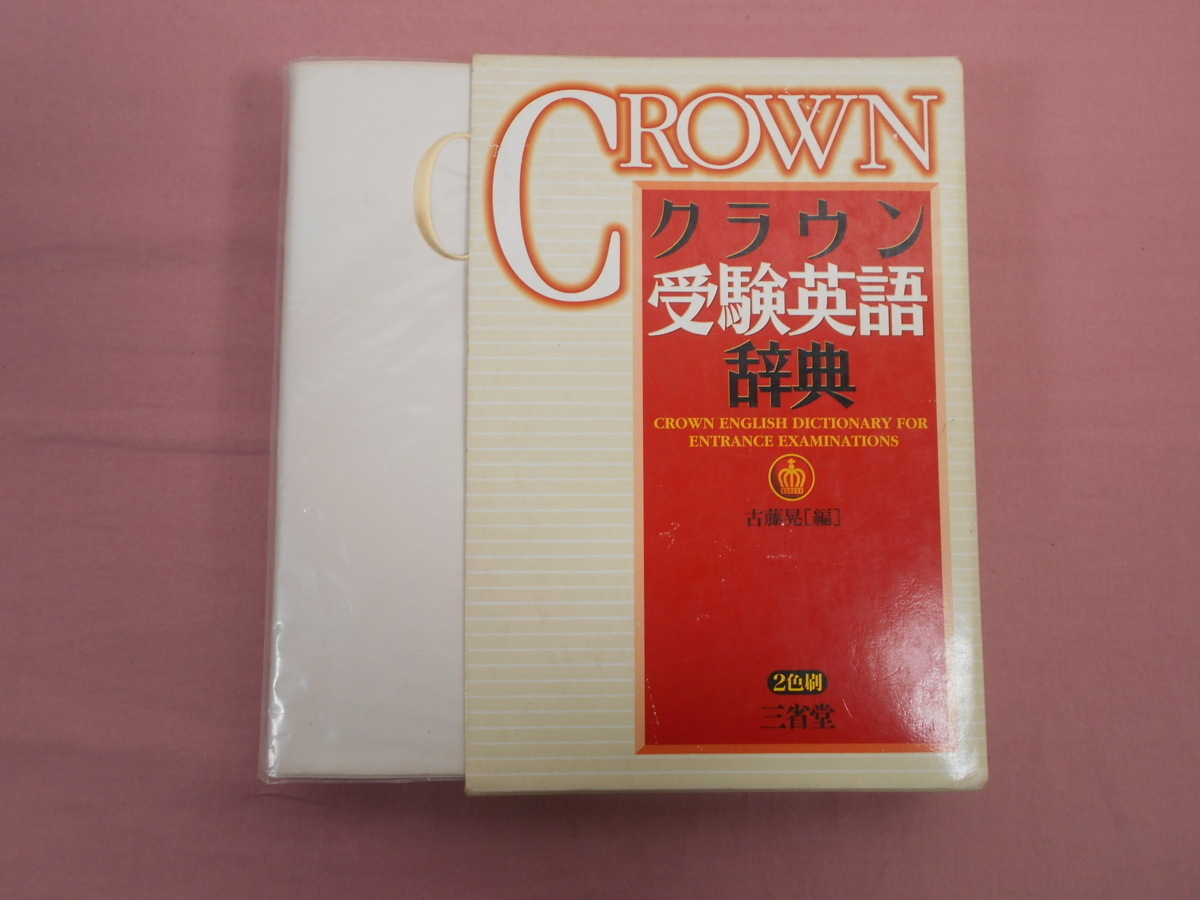 CROWN
クラウン
受験英語
辞典
CROWN ENGLISH DICTIONARY FOR
ENTRANCE EXAMINATIONS
古藤晃[編]
2色刷
三省堂
C